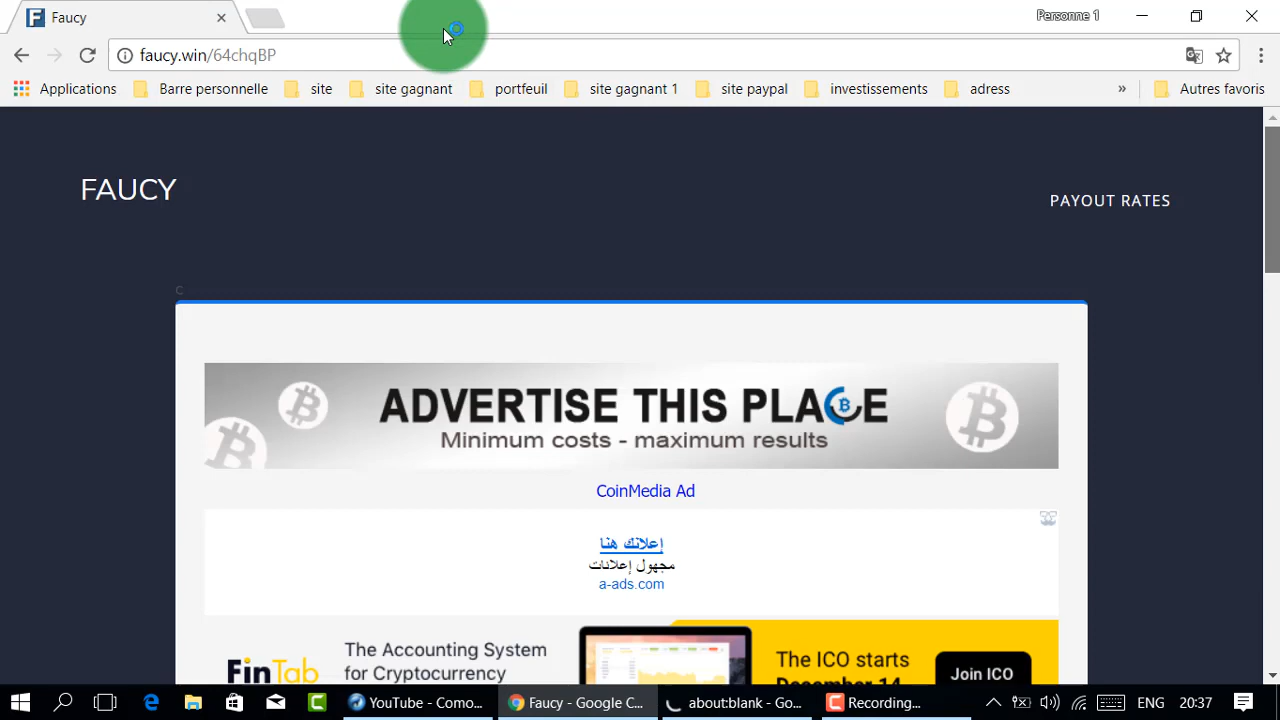 Faucy
Personne 1
faucy.win/64chqBP
Applications Barre personnelle site site gagnant portfeuil site gagnant 1 site paypal investissements adress » Autres favoris
FAUCY
PAYOUT RATES
C
ADVERTISE THIS PLACE
Minimum costs - maximum results
CoinMedia Ad
إعلانك هنا
مجهول إعلانات
a-ads.com
FinTab
The Accounting System
for Cryptocurrency
The ICO starts
December 14
Join ICO
YouTube - Como... Faucy - Google C... about:blank - Go... Recording... ENG 20:37